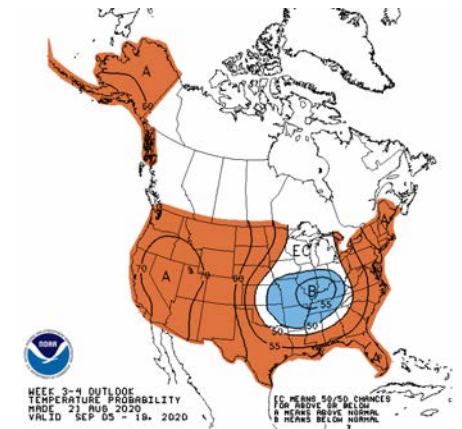 A
60
EC
A
70
70
60
A
B
55
50
50
55
A
NOAA
WEEK 3-4 OUTLOOK
TEMPERATURE PROBABILITY
MADE 21 AUG 2020
VALID SEP 05 - 18, 2020
EC MEANS 50/50 CHANCES
FOR ABOVE OR BELOW
A MEANS ABOVE NORMAL
B MEANS BELOW NORMAL